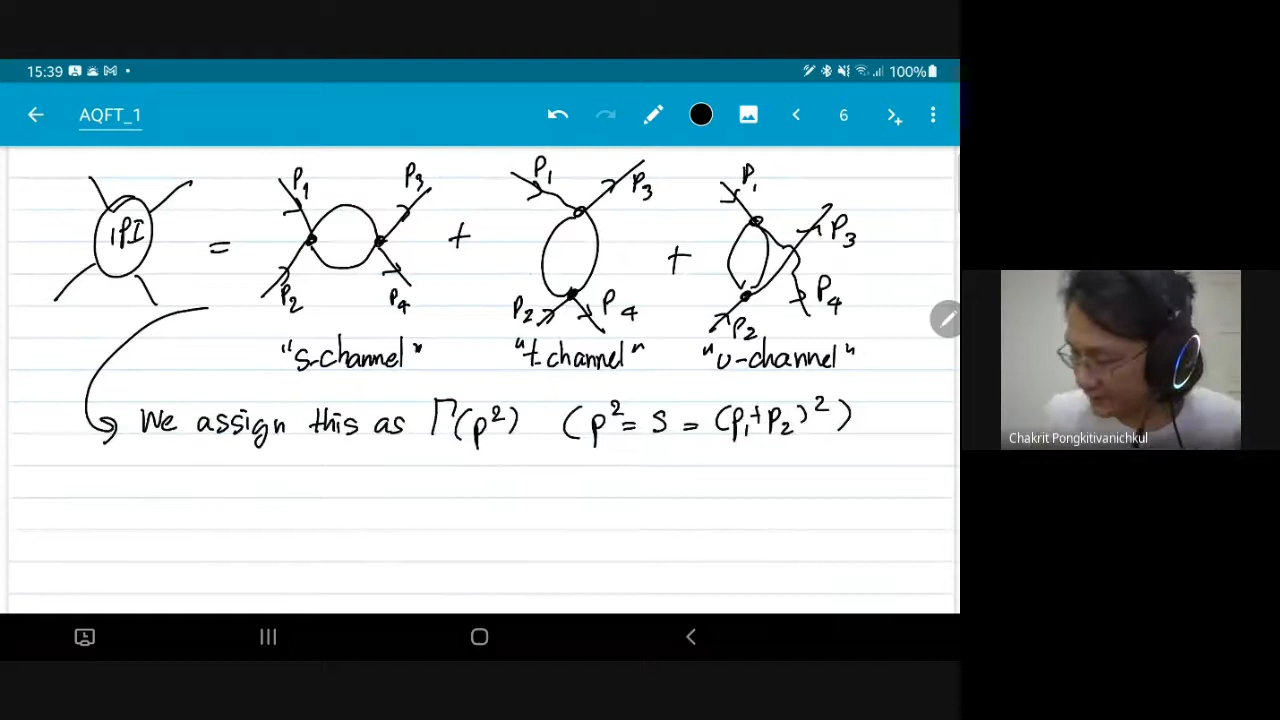 15:39 100%
AQFT_1 6
1PI = P₁ P₂ P₃ P₄ + P₁ P₂ P₃ P₄ + P₁ P₂ P₃ P₄
"s-channel" "t-channel" "u-channel"
We assign this as Γ(p²) (p² = s = (p₁+p₂)²)
Chakrit Pongkitivanichkul